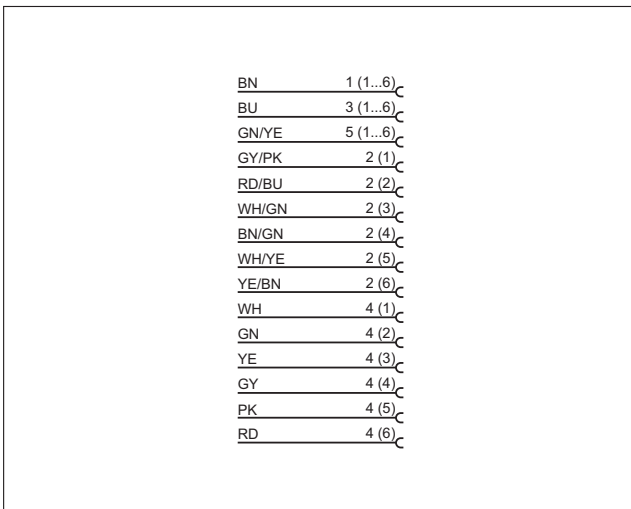 BN 1 (1...6)
BU 3 (1...6)
GN/YE 5 (1...6)
GY/PK 2 (1)
RD/BU 2 (2)
WH/GN 2 (3)
BN/GN 2 (4)
WH/YE 2 (5)
YE/BN 2 (6)
WH 4 (1)
GN 4 (2)
YE 4 (3)
GY 4 (4)
PK 4 (5)
RD 4 (6)